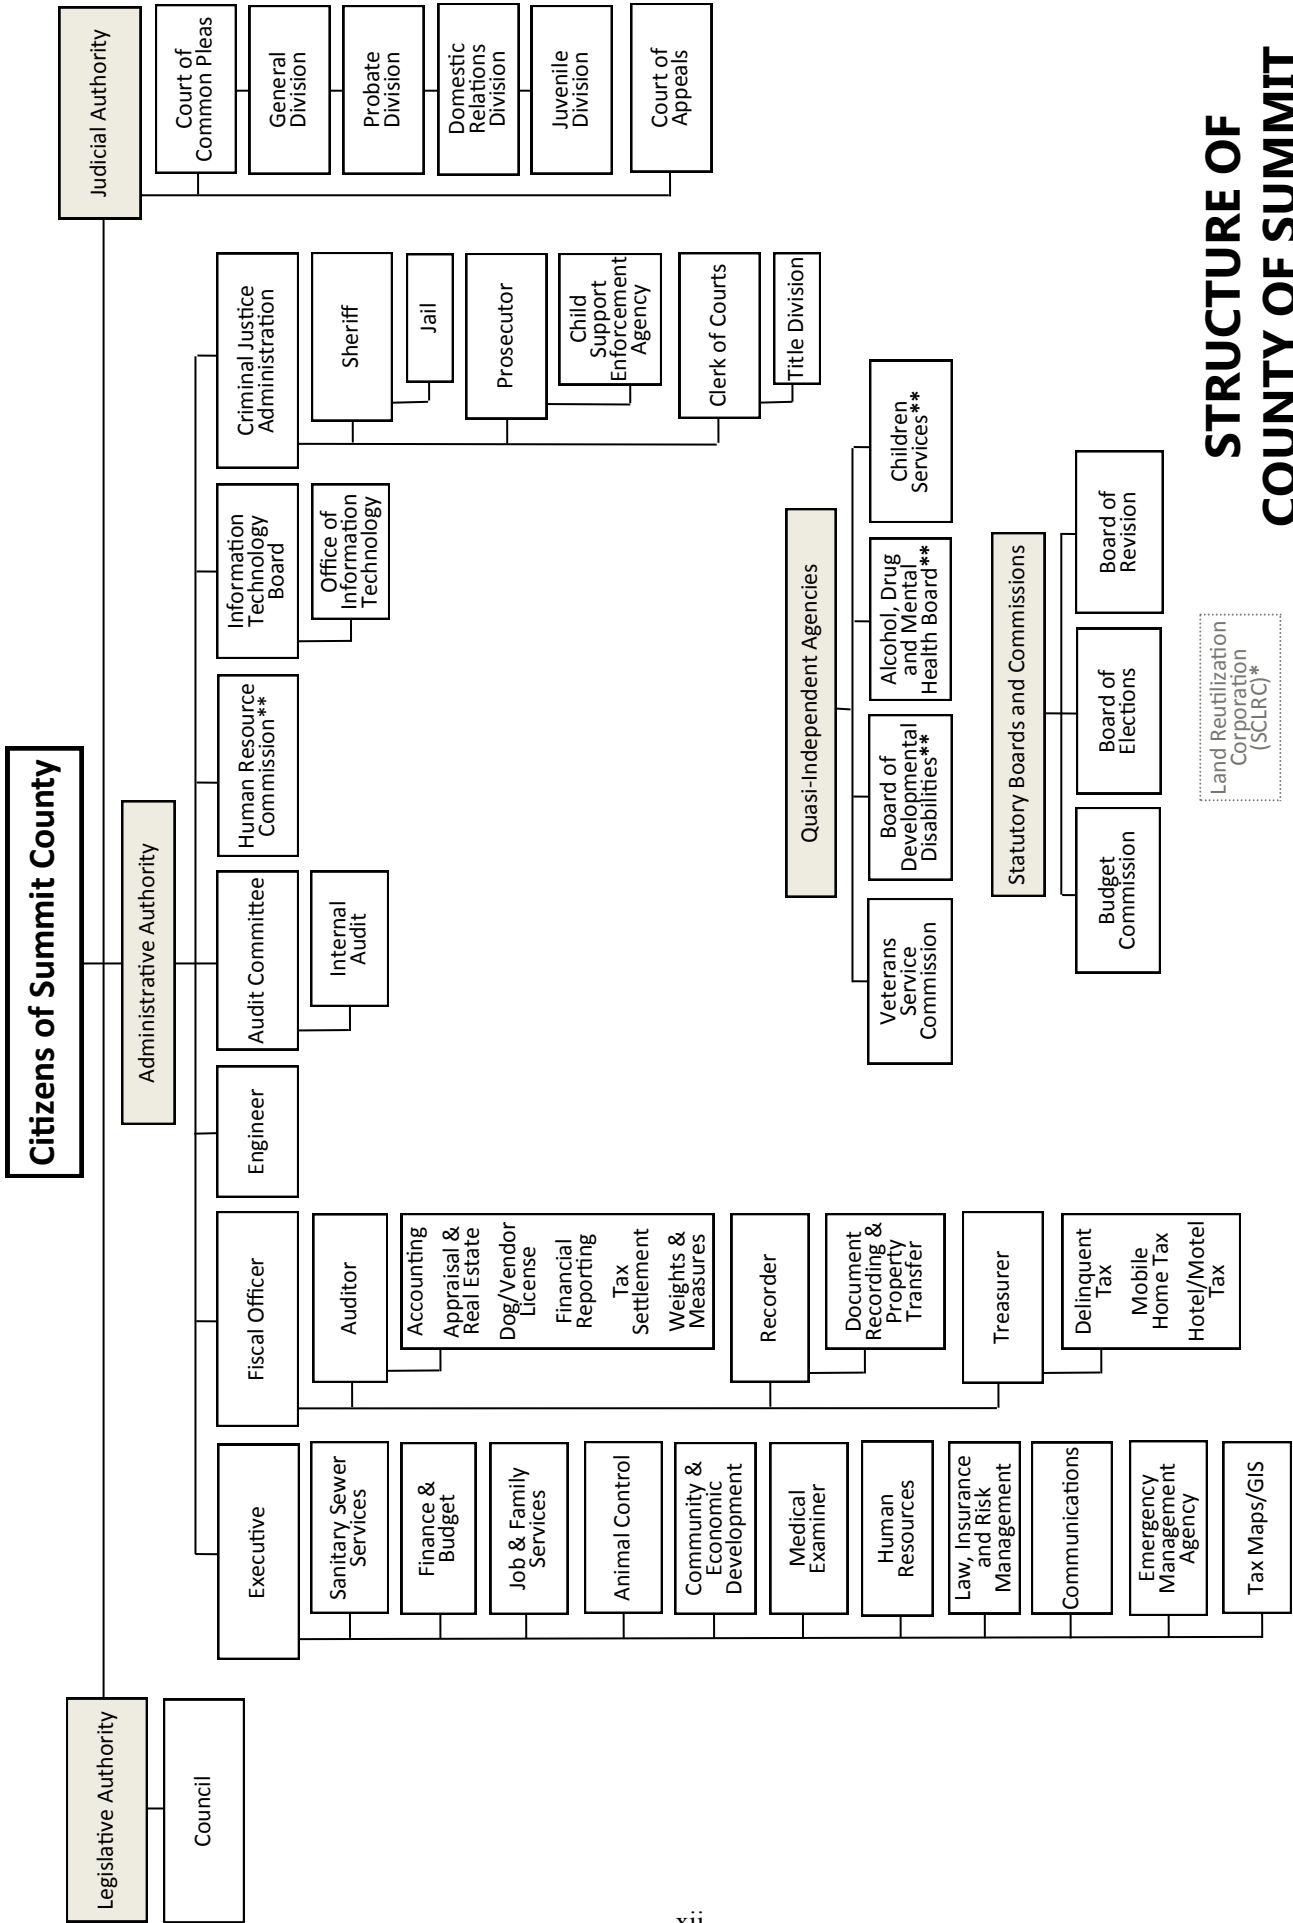 Citizens of Summit County
Legislative Authority
Council
Administrative Authority
Judicial Authority
Executive
Sanitary Sewer
Services
Finance &
Budget
Job & Family
Services
Animal Control
Community &
Economic
Development
Medical
Examiner
Human
Resources
Law, Insurance
and Risk
Management
Communications
Emergency
Management
Agency
Tax Maps/GIS
Fiscal Officer
Auditor
Accounting
Appraisal &
Real Estate
Dog/Vendor
License
Financial
Reporting
Tax
Settlement
Weights &
Measures
Recorder
Document
Recording &
Property
Transfer
Treasurer
Delinquent
Tax
Mobile
Home Tax
Hotel/Motel
Tax
Engineer
Audit Committee
Internal
Audit
Human Resource
Commission**
Information
Technology
Board
Office of
Information
Technology
Criminal Justice
Administration
Sheriff
Jail
Prosecutor
Child
Support
Enforcement
Agency
Clerk of Courts
Title Division
Court of
Common Pleas
General
Division
Probate
Division
Domestic
Relations
Division
Juvenile
Division
Court of
Appeals
Quasi-Independent Agencies
Veterans
Service
Commission
Board of
Developmental
Disabilities**
Alcohol, Drug
and Mental
Health Board**
Children
Services**
Statutory Boards and Commissions
Budget
Commission
Board of
Elections
Board of
Revision
Land Reutilization
Corporation
(SCLRC)*
STRUCTURE OF
COUNTY OF SUMMIT
xii